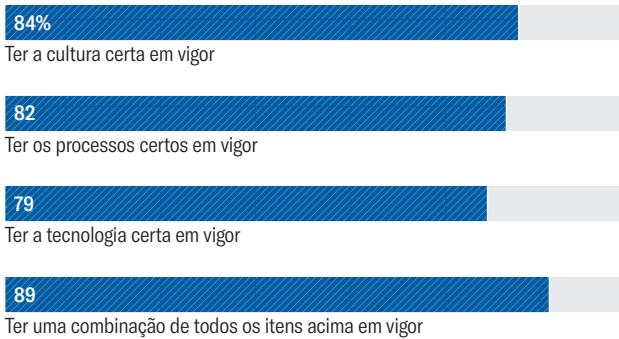 84%
Ter a cultura certa em vigor
82
Ter os processos certos em vigor
79
Ter a tecnologia certa em vigor
89
Ter uma combinação de todos os itens acima em vigor